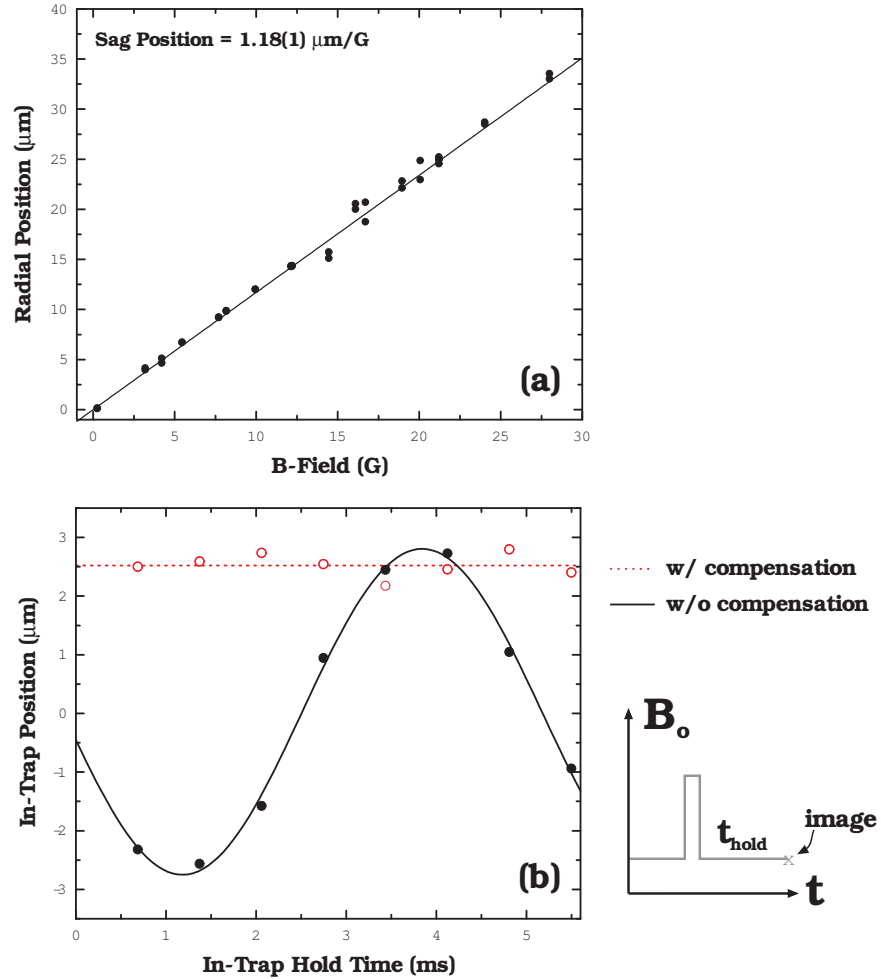 Sag Position = 1.18(1) μm/G
40
35
30
25
20
15
10
5
0
Radial Position (μm)
(a)
0 5 10 15 20 25 30
B-Field (G)
3
2
1
0
-1
-2
-3
In-Trap Position (μm)
(b)
0 1 2 3 4 5
In-Trap Hold Time (ms)
w/ compensation
w/o compensation
Bo
thold
image
x
t